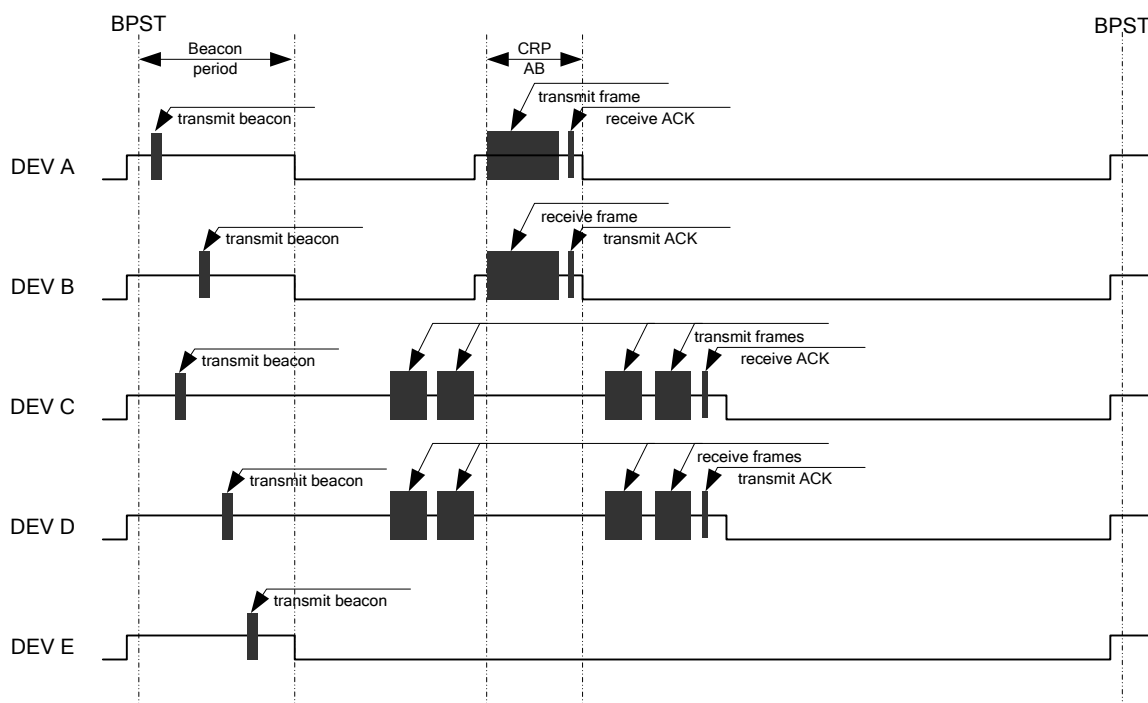 BPST
BPST
Beacon
period
CRP
AB
transmit frame
transmit beacon
receive ACK
DEV A
receive frame
transmit beacon
transmit ACK
DEV B
transmit frames
transmit beacon
receive ACK
DEV C
receive frames
transmit beacon
transmit ACK
DEV D
transmit beacon
DEV E